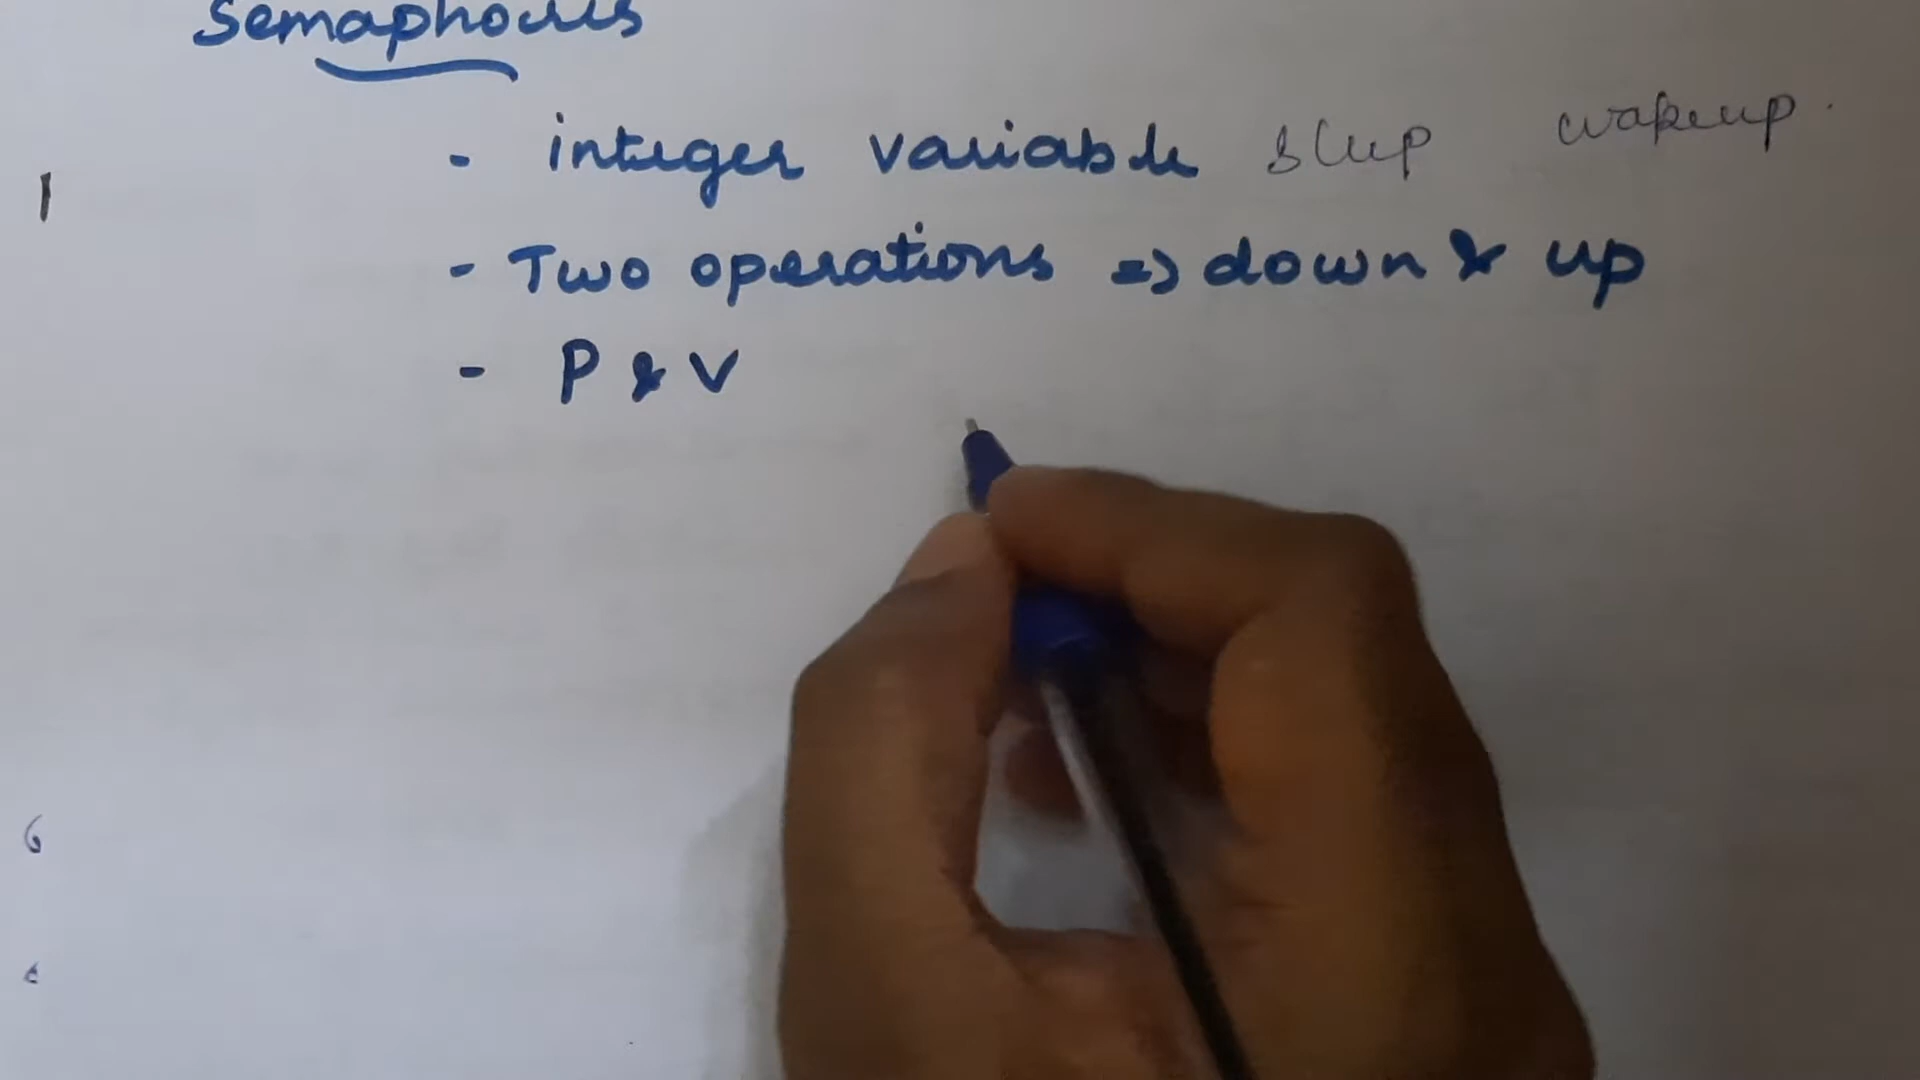 Semaphores
- integer variable sleep wakeup.
- Two operations => down & up
- P & V